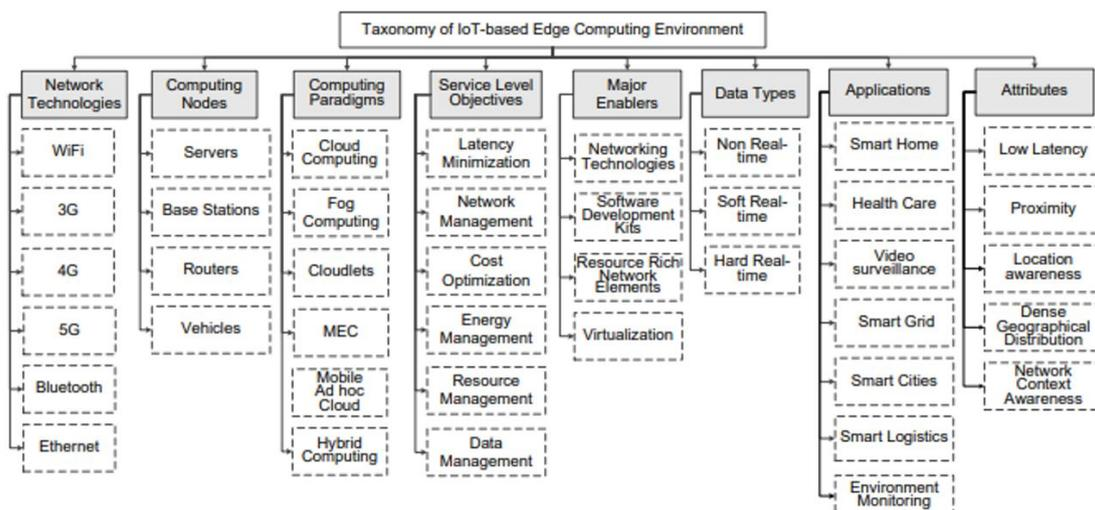 Taxonomy of IoT-based Edge Computing Environment
Network
Technologies
WiFi
3G
4G
5G
Bluetooth
Ethernet
Computing
Nodes
Servers
Base Stations
Routers
Vehicles
Computing
Paradigms
Cloud
Computing
Fog
Computing
Cloudlets
MEC
Mobile
Ad hoc
Cloud
Hybrid
Computing
Service Level
Objectives
Latency
Minimization
Network
Management
Cost
Optimization
Energy
Management
Resource
Management
Data
Management
Major
Enablers
Networking
Technologies
Software
Development
Kits
Resource Rich
Network
Elements
Virtualization
Data Types
Non Real-
time
Soft Real-
time
Hard Real-
time
Applications
Smart Home
Health Care
Video
surveillance
Smart Grid
Smart Cities
Smart Logistics
Environment
Monitoring
Attributes
Low Latency
Proximity
Location
awareness
Dense
Geographical
Distribution
Network
Context
Awareness